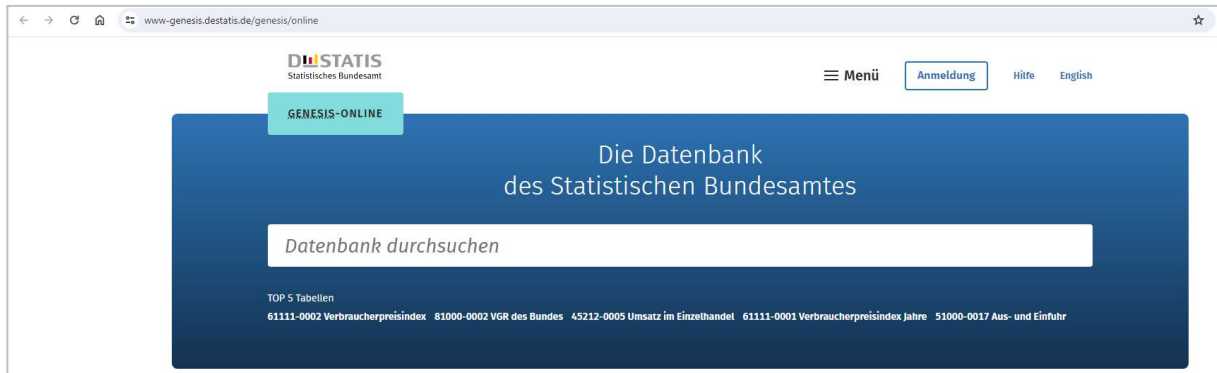 www-genesis.destatis.de/genesis/online
DESTATIS
Statistisches Bundesamt
Menü Anmeldung Hilfe English
GENESIS-ONLINE
Die Datenbank
des Statistischen Bundesamtes
Datenbank durchsuchen
TOP 5 Tabellen
61111-0002 Verbraucherpreisindex 81000-0002 VGR des Bundes 45212-0005 Umsatz im Einzelhandel 61111-0001 Verbraucherpreisindex Jahre 51000-0017 Aus- und Einfuhr